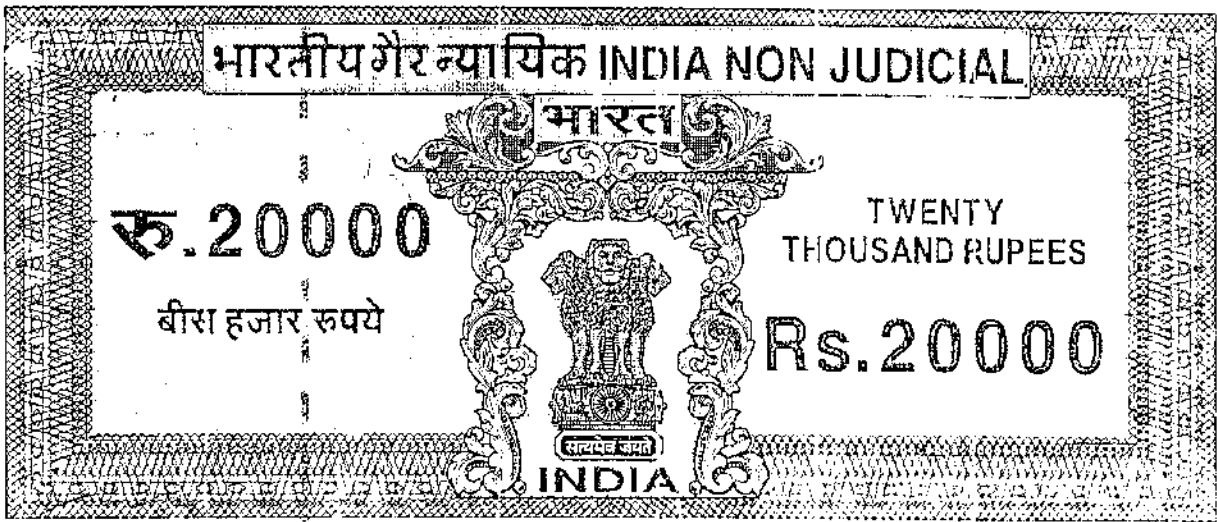 भारतीय गैर न्यायिक INDIA NON JUDICIAL
भारत
रु.20000
बीस हजार रुपये
TWENTY
THOUSAND RUPEES
Rs.20000
सत्यमेव जयते
INDIA